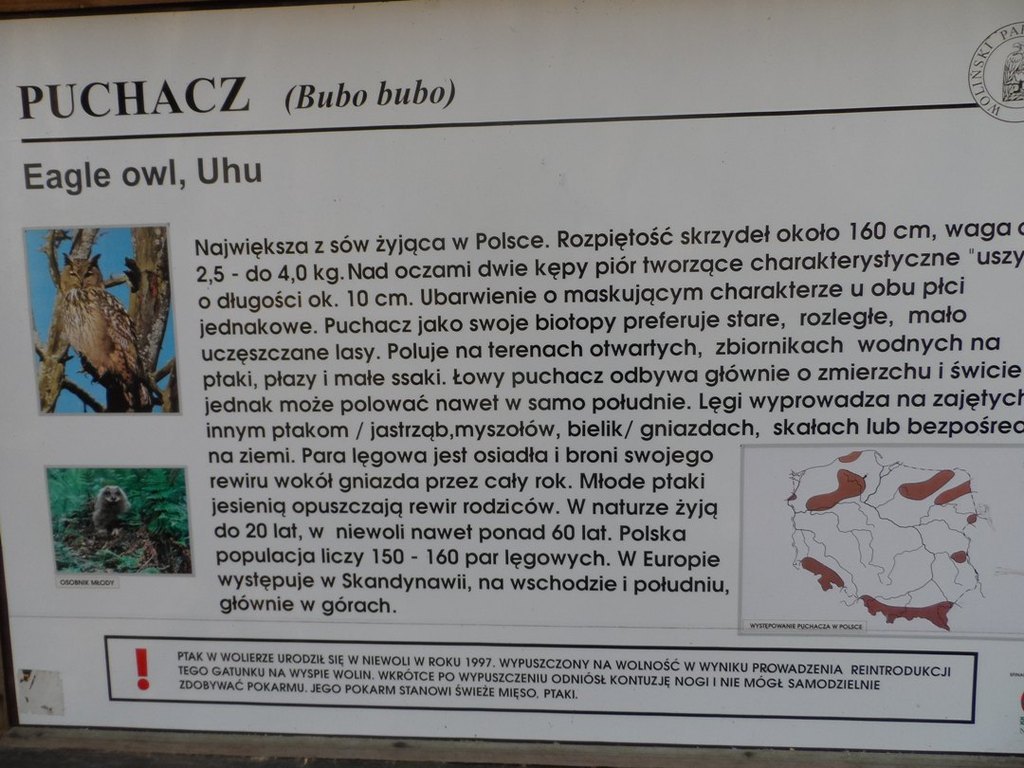 PUCHACZ (Bubo bubo)
WOLIŃSKI
Eagle owl, Uhu
Największa z sów żyjąca w Polsce. Rozpiętość skrzydeł około 160 cm, waga
2,5 - do 4,0 kg. Nad oczami dwie kępy piór tworzące charakterystyczne "uszy
o długości ok. 10 cm. Ubarwienie o maskującym charakterze u obu płci
jednakowe. Puchacz jako swoje biotopy preferuje stare, rozległe, mało
uczęszczane lasy. Poluje na terenach otwartych, zbiornikach wodnych na
ptaki, płazy i małe ssaki. Łowy puchacz odbywa głównie o zmierzchu i świcie
jednak może polować nawet w samo południe. Lęgi wyprowadza na zajętych
innym ptakom / jastrząb,myszołów, bielik/ gniazdach, skałach lub bezpośred
na ziemi. Para lęgowa jest osiadła i broni swojego
rewiru wokół gniazda przez cały rok. Młode ptaki
jesienią opuszczają rewir rodziców. W naturze żyją
do 20 lat, w niewoli nawet ponad 60 lat. Polska
populacja liczy 150 - 160 par lęgowych. W Europie
występuje w Skandynawii, na wschodzie i południu,
głównie w górach.
OSOBNIK MŁODY
WYSTĘPOWANIE PUCHACZA W POLSCE
PTAK W WOLIERZE URODZIŁ SIĘ W NIEWOLI W ROKU 1997. WYPUSZCZONY NA WOLNOŚĆ W WYNIKU PROWADZENIA REINTRODUKCJI
TEGO GATUNKU NA WYSPIE WOLIN. WKRÓTCE PO WYPUSZCZENIU ODNIÓSŁ KONTUZJĘ NOGI I NIE MÓGŁ SAMODZIELNIE
ZDOBYWAĆ POKARMU. JEGO POKARM STANOWI ŚWIEŻE MIĘSO, PTAKI.